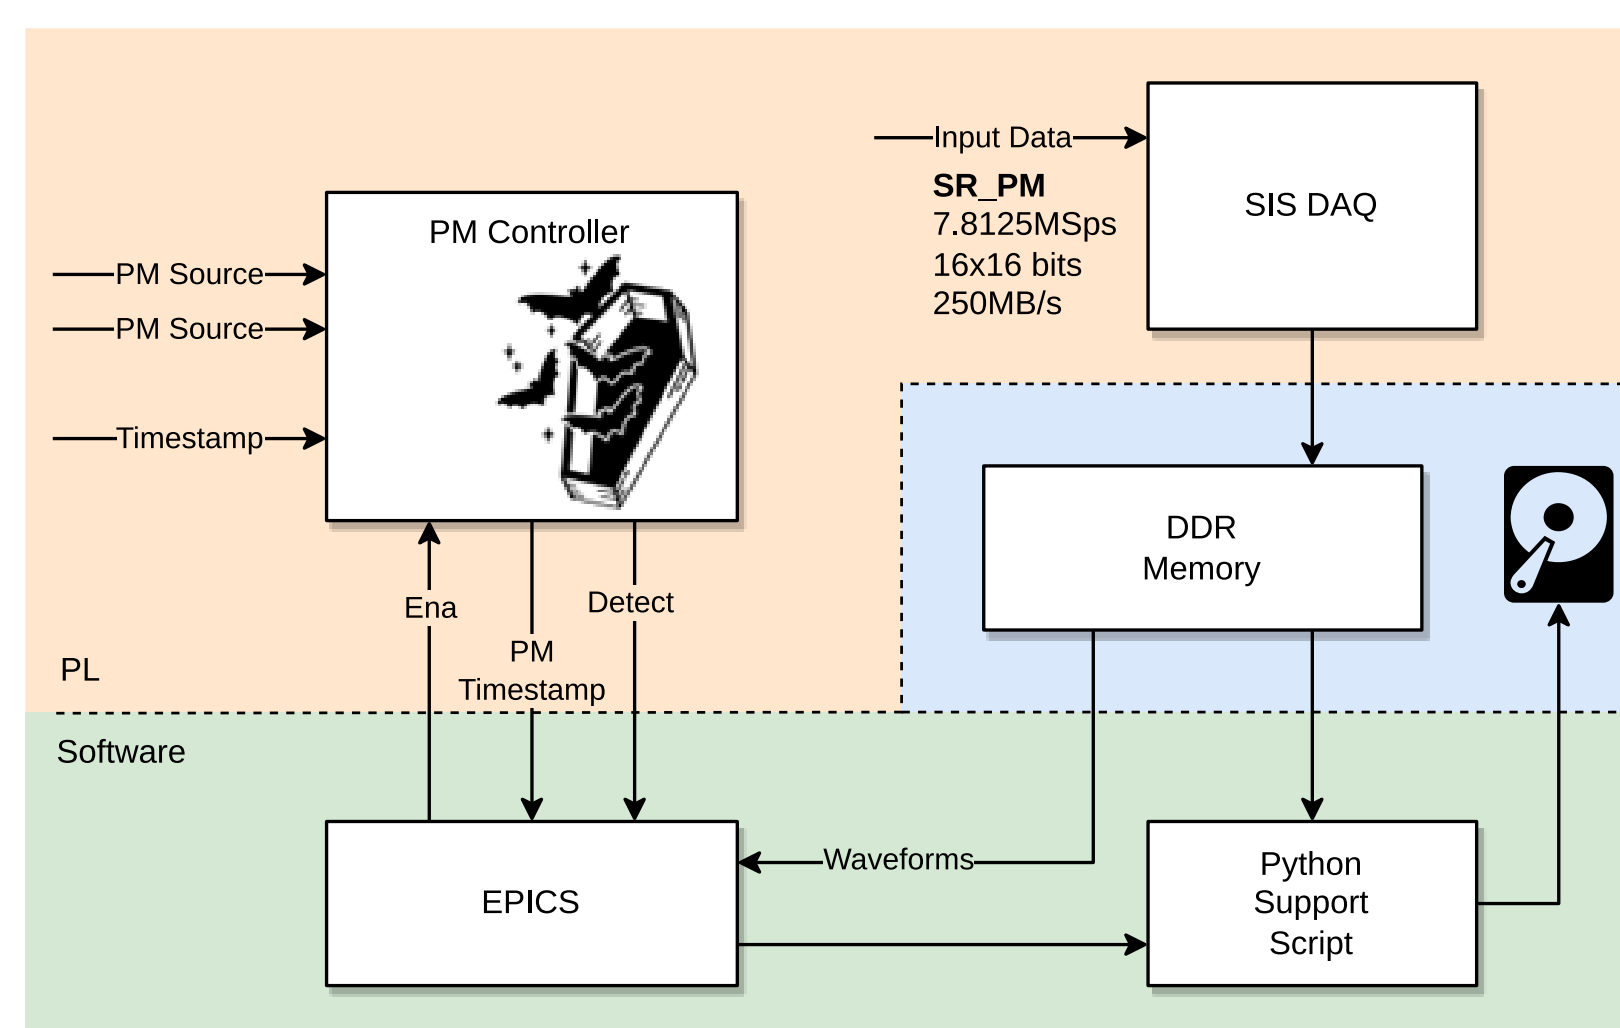 Input Data
SR_PM
7.8125MSps
16x16 bits
250MB/s
SIS DAQ
PM Controller
PM Source
PM Source
Timestamp
DDR
Memory
Ena
Detect
PM
Timestamp
PL
Software
EPICS
Waveforms
Python
Support
Script